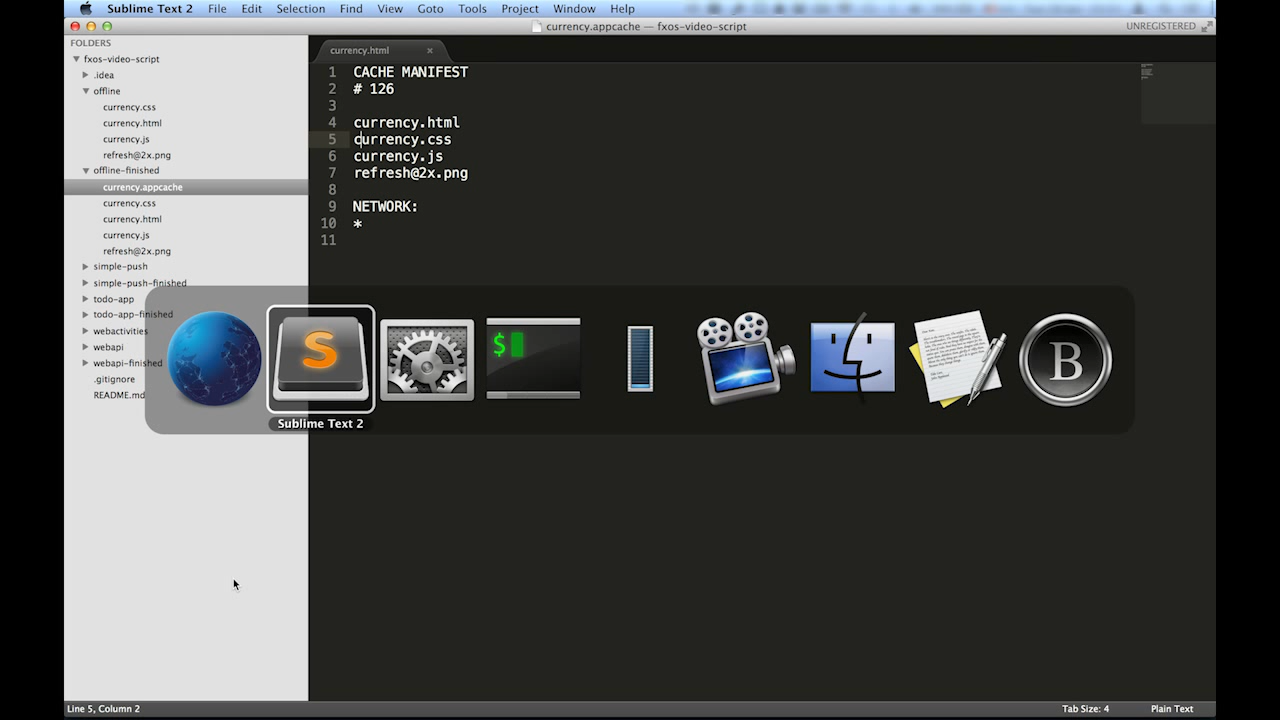 Sublime Text 2 File Edit Selection Find View Goto Tools Project Window Help
currency.appcache — fxos-video-script
UNREGISTERED
FOLDERS
fxos-video-script
.idea
offline
currency.css
currency.html
currency.js
refresh@2x.png
offline-finished
currency.appcache
currency.css
currency.html
currency.js
refresh@2x.png
simple-push
simple-push-finished
todo-app
todo-app-finished
webactivities
webapi
webapi-finished
.gitignore
README.md
currency.html
1 CACHE MANIFEST
2 # 126
3
4 currency.html
5 currency.css
6 currency.js
7 refresh@2x.png
8
9 NETWORK:
10 *
11
S
$
B
Sublime Text 2
Line 5, Column 2
Tab Size: 4
Plain Text